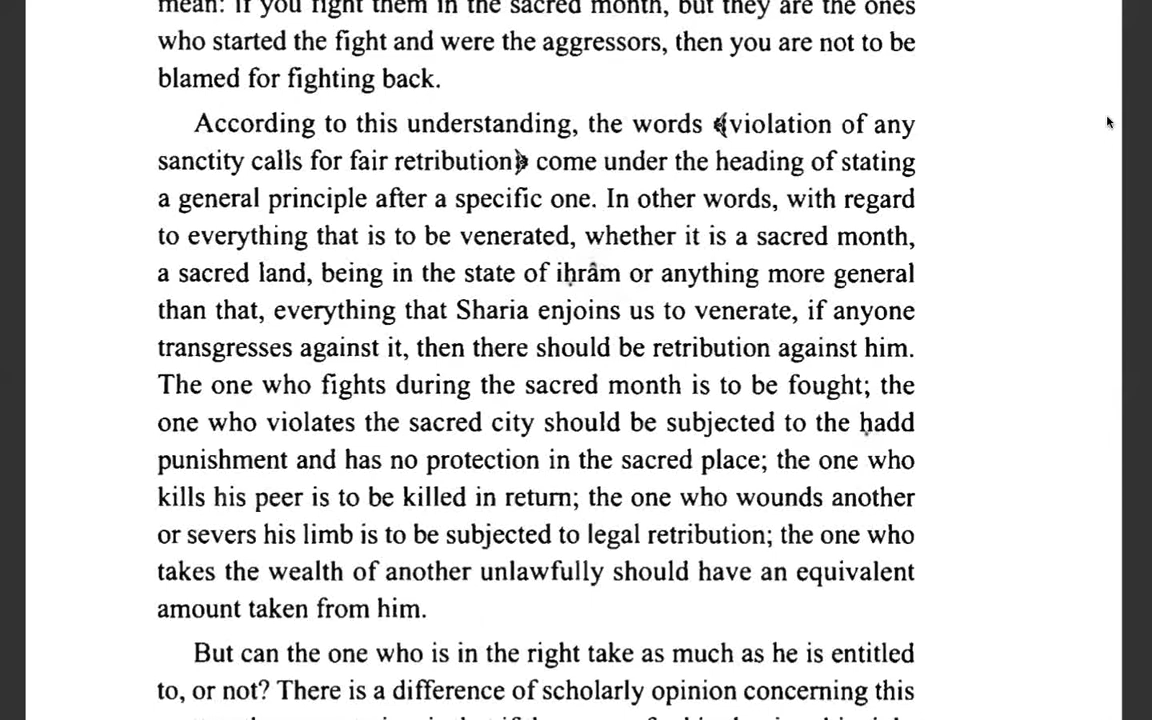 mean: if you fight them in the sacred month, but they are the ones
who started the fight and were the aggressors, then you are not to be
blamed for fighting back.
According to this understanding, the words ﴾violation of any
sanctity calls for fair retribution﴿ come under the heading of stating
a general principle after a specific one. In other words, with regard
to everything that is to be venerated, whether it is a sacred month,
a sacred land, being in the state of iḥrâm or anything more general
than that, everything that Sharia enjoins us to venerate, if anyone
transgresses against it, then there should be retribution against him.
The one who fights during the sacred month is to be fought; the
one who violates the sacred city should be subjected to the ḥadd
punishment and has no protection in the sacred place; the one who
kills his peer is to be killed in return; the one who wounds another
or severs his limb is to be subjected to legal retribution; the one who
takes the wealth of another unlawfully should have an equivalent
amount taken from him.
But can the one who is in the right take as much as he is entitled
to, or not? There is a difference of scholarly opinion concerning this